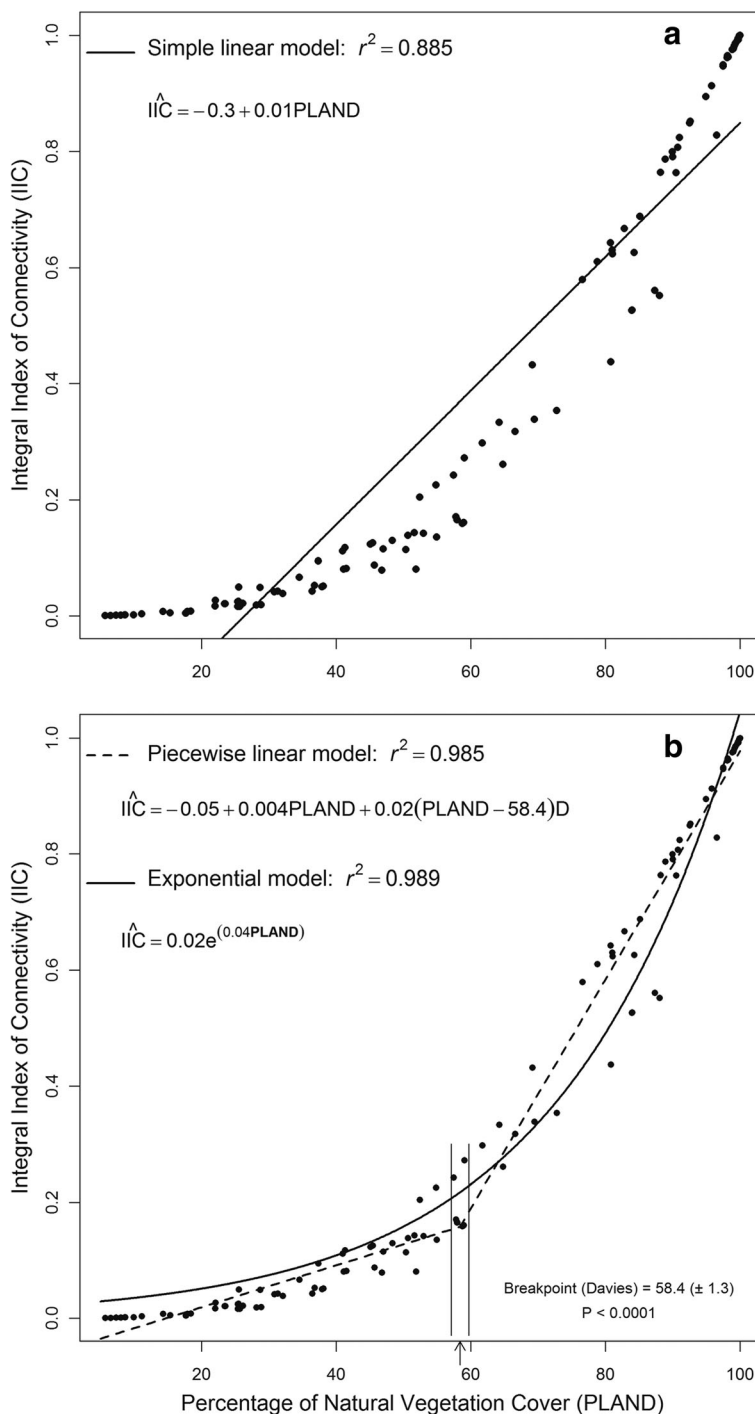 a
Simple linear model: r² = 0.885
IIĈ = −0.3 + 0.01PLAND
Integral Index of Connectivity (IIC)
1.0
0.8
0.6
0.4
0.2
0.0
20 40 60 80 100
b
Piecewise linear model: r² = 0.985
IIĈ = −0.05 + 0.004PLAND + 0.02(PLAND − 58.4)D
Exponential model: r² = 0.989
IIĈ = 0.02e^(0.04PLAND)
Integral Index of Connectivity (IIC)
1.0
0.8
0.6
0.4
0.2
0.0
Breakpoint (Davies) = 58.4 (± 1.3)
P < 0.0001
20 40 60 80 100
Percentage of Natural Vegetation Cover (PLAND)